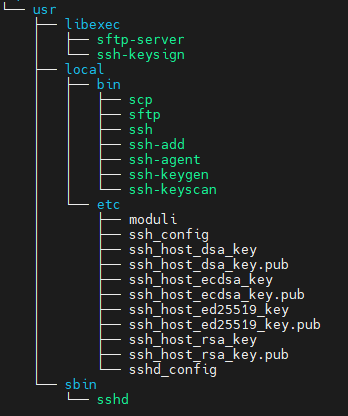 usr
libexec
sftp-server
ssh-keysign
local
bin
scp
sftp
ssh
ssh-add
ssh-agent
ssh-keygen
ssh-keyscan
etc
moduli
ssh_config
ssh_host_dsa_key
ssh_host_dsa_key.pub
ssh_host_ecdsa_key
ssh_host_ecdsa_key.pub
ssh_host_ed25519_key
ssh_host_ed25519_key.pub
ssh_host_rsa_key
ssh_host_rsa_key.pub
sshd_config
sbin
sshd